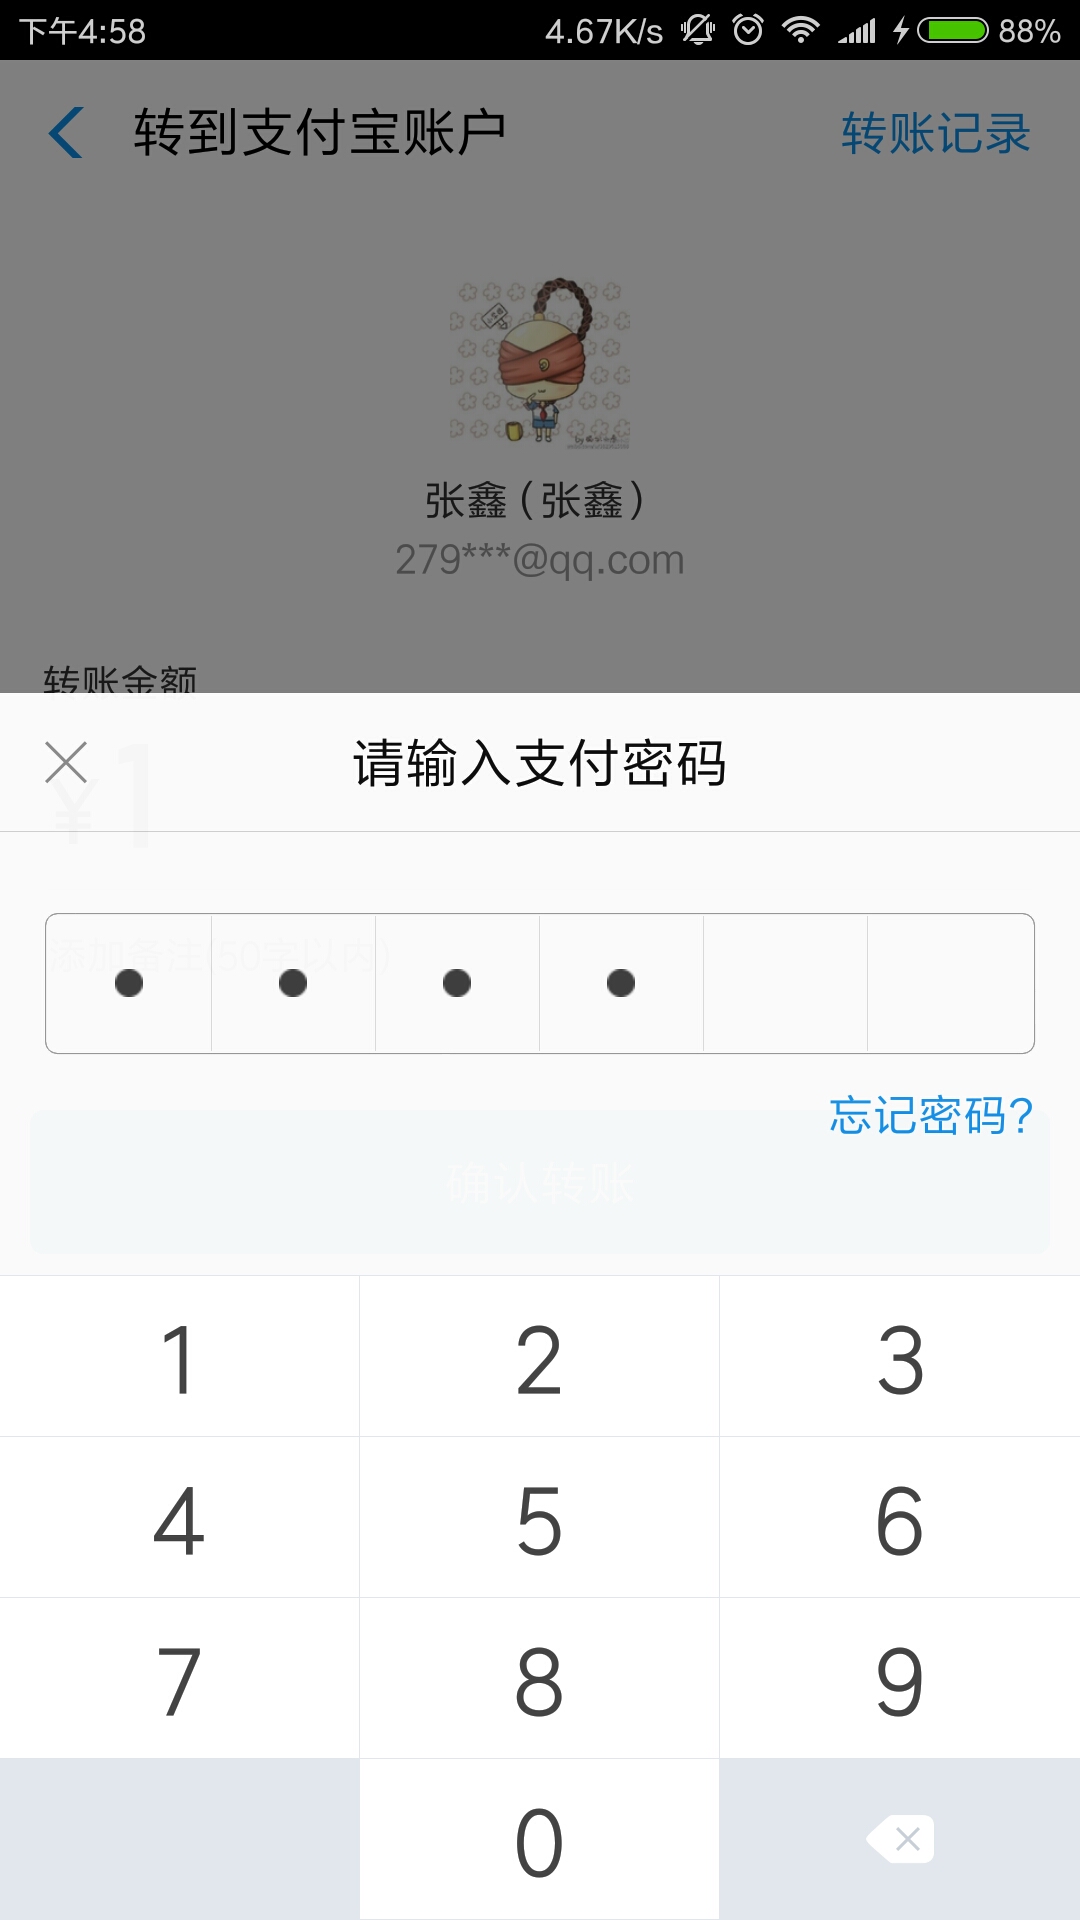 下午4:58 4.67K/s 88%
转到支付宝账户 转账记录
张鑫(张鑫)
279***@qq.com
转账金额
请输入支付密码
¥1
添加备注(50字以内)
忘记密码?
确认转账
1 2 3
4 5 6
7 8 9
0